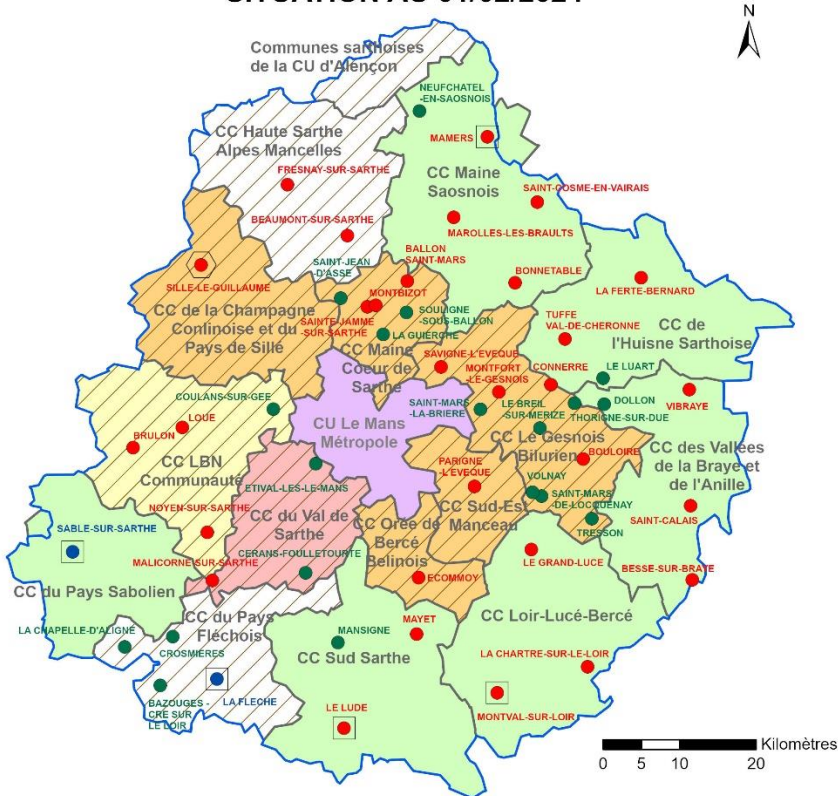 N
Communes sarthoises
de la CU d'Alençon
NEUFCHATEL
-EN-SAOSNOIS
CC Haute Sarthe
Alpes Mancelles
MAMERS
CC Maine
Saosnois
FRESNAY-SUR-SARTHE
SAINT-COSME-EN-VAIRAIS
BEAUMONT-SUR-SARTHE
MAROLLES-LES-BRAULTS
SAINT-JEAN
D'ASSE
BALLON
SAINT-MARS
SILLE-LE-GUILLAUME
MONTBIZOT
BONNETABLE
LA FERTE-BERNARD
CC de la Champagne
Conlinoise et du
Pays de Sillé
SAINTE-JAMME
-SUR-SARTHE
SOULIGNE
-SOUS-BALLON
LA GUIERCHE
TUFFE
VAL-DE-CHERONNE
CC de
l'Huisne Sarthoise
CC Maine
Coeur de
Sarthe
SAVIGNE-L'EVEQUE
MONTFORT
-LE-GESNOIS
CONNERRE
LE LUART
COULANS-SUR-GEE
SAINT-MARS
-LA-BRIERE
LE BREIL
-SUR-MERIZE
DOLLON
THORIGNE-SUR-DUE
VIBRAYE
LOUE
CU Le Mans
Métropole
BRULON
CC LBN
Communauté
CC Le Gesnois
Bilurien
BOULOIRE
CC des Vallées
de la Braye et
de l'Anille
PARIGNE
-L'EVEQUE
ETIVAL-LES-LE-MANS
VOLNAY
SAINT-MARS
-DE-LOCQUENAY
CC Sud-Est
Manceau
SAINT-CALAIS
NOYEN-SUR-SARTHE
CC du Val de
Sarthe
CC Orée de
Bercé
Belinois
TRESSON
SABLE-SUR-SARTHE
CERANS-FOULLETOURTE
LE GRAND-LUCE
MALICORNE-SUR-SARTHE
ECOMMOY
BESSE-SUR-BRAYE
CC du Pays Sabolien
CC du Pays
Fléchois
MAYET
CC Loir-Lucé-Bercé
LA CHAPELLE-D'ALIGNÉ
MANSIGNE
CROSMIERES
CC Sud Sarthe
LA CHARTRE-SUR-LE-LOIR
BAZOUGES -
CRE SUR
LE LOIR
LA FLECHE
LE LUDE
MONTVAL-SUR-LOIR
Kilomètres
0 5 10 20